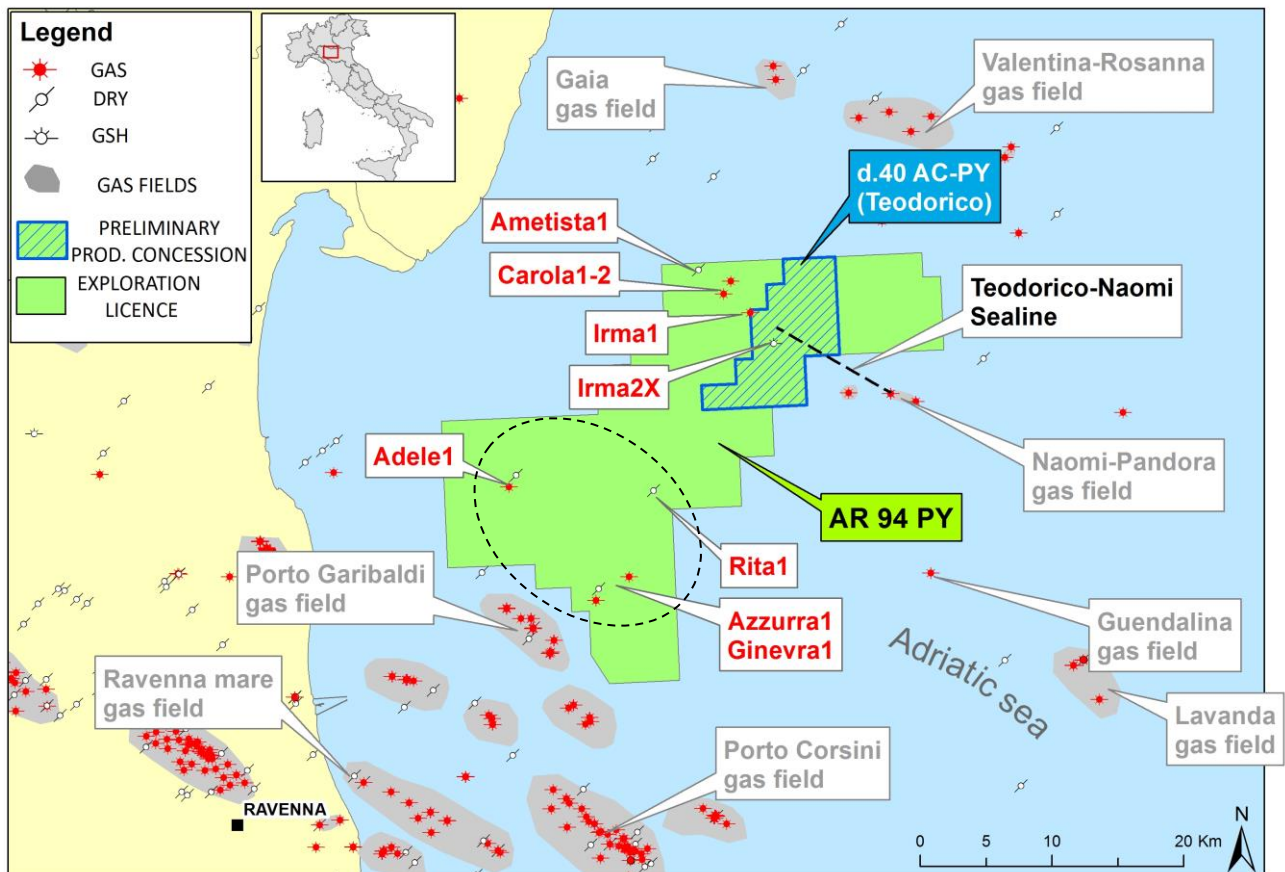 Legend
GAS
DRY
GSH
GAS FIELDS
PRELIMINARY
PROD. CONCESSION
EXPLORATION
LICENCE
Gaia
gas field
Valentina-Rosanna
gas field
d.40 AC-PY
(Teodorico)
Ametista1
Carola1-2
Irma1
Irma2X
Teodorico-Naomi
Sealine
Adele1
Naomi-Pandora
gas field
AR 94 PY
Rita1
Porto Garibaldi
gas field
Azzurra1
Ginevra1
Guendalina
gas field
Adriatic sea
Ravenna mare
gas field
Lavanda
gas field
Porto Corsini
gas field
RAVENNA
N
0 5 10 20 Km